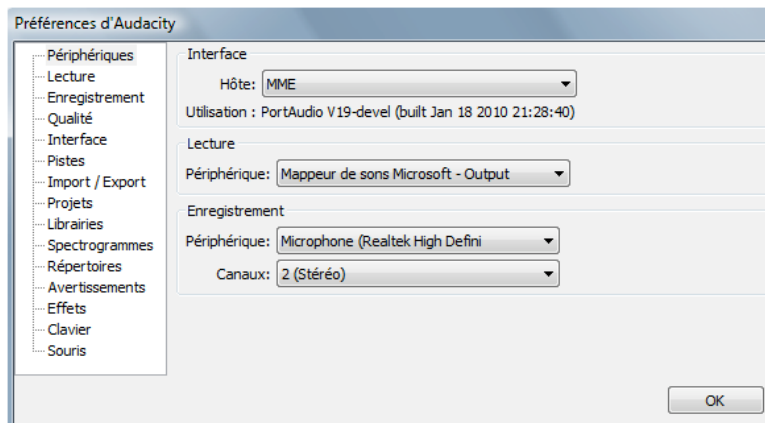 Préférences d'Audacity
Périphériques
Lecture
Enregistrement
Qualité
Interface
Pistes
Import / Export
Projets
Librairies
Spectrogrammes
Répertoires
Avertissements
Effets
Clavier
Souris
Interface
Hôte: MME
Utilisation : PortAudio V19-devel (built Jan 18 2010 21:28:40)
Lecture
Périphérique: Mappeur de sons Microsoft - Output
Enregistrement
Périphérique: Microphone (Realtek High Defini
Canaux: 2 (Stéréo)
OK